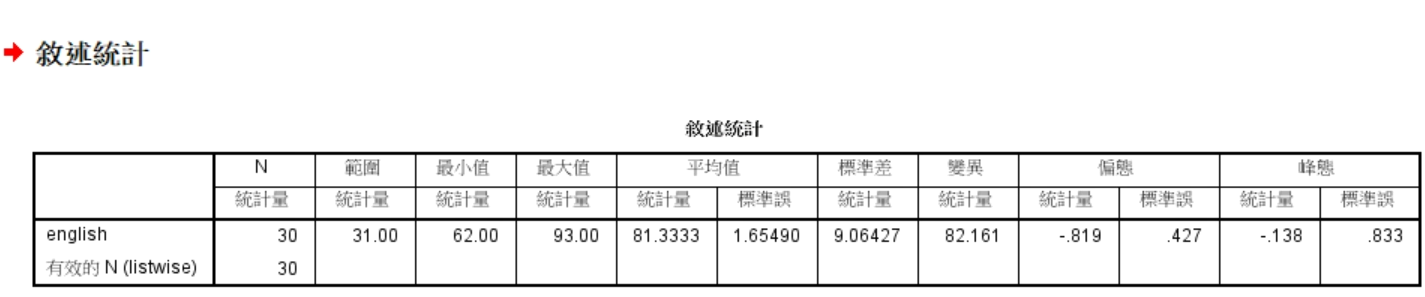 敘述統計
敘述統計
N 範圍 最小值 最大值 平均值 標準差 變異 偏態 峰態
統計量 統計量 統計量 統計量 統計量 標準誤 統計量 統計量 統計量 標準誤 統計量 標準誤
english 30 31.00 62.00 93.00 81.3333 1.65490 9.06427 82.161 -.819 .427 -.138 .833
有效的 N (listwise) 30